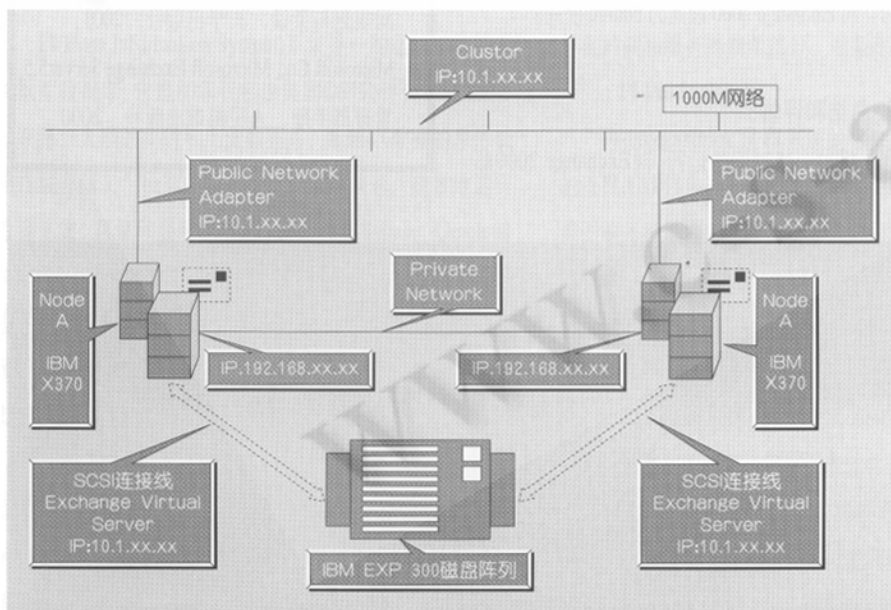 Clustor
IP:10.1.xx.xx
1000M网络
Public Network
Adapter
IP:10.1.xx.xx
Public Network
Adapter
IP:10.1.xx.xx
Node
A
IBM
X370
Private
Network
Node
A
IBM
X370
IP.192.168.xx.xx
IP.192.168.xx.xx
SCSI连接线
Exchange Virtual
Server
IP:10.1.xx.xx
SCSI连接线
Exchange Virtual
Server
IP:10.1.xx.xx
IBM EXP 300磁盘阵列